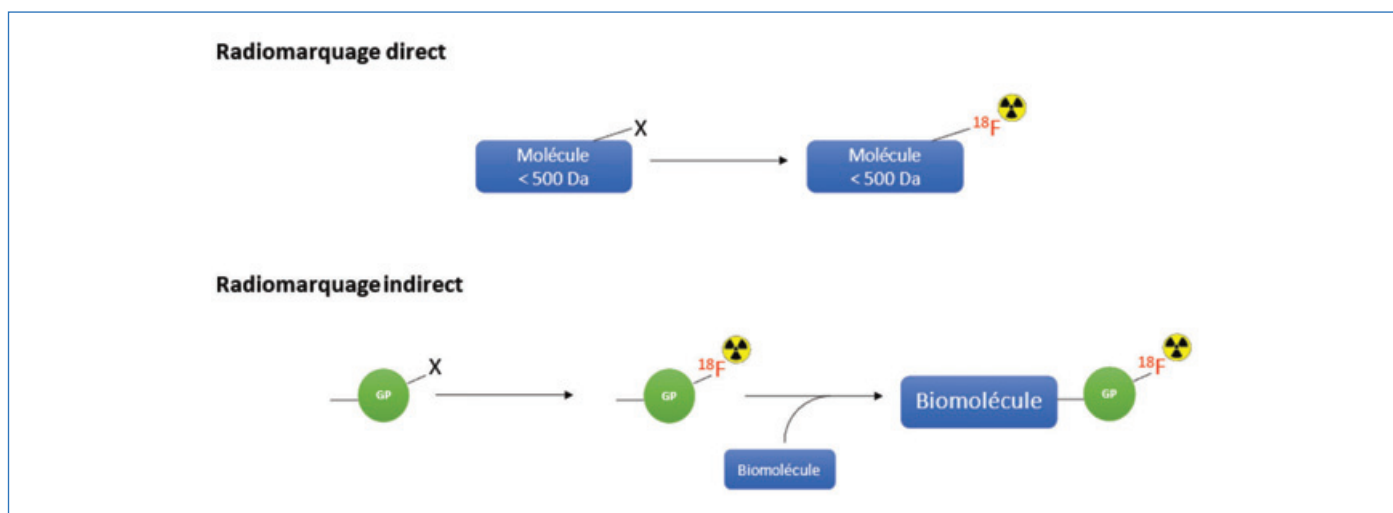 Radiomarquage direct
X
Molécule
< 500 Da
¹⁸F
Molécule
< 500 Da
Radiomarquage indirect
X
GP
¹⁸F
GP
Biomolécule
Biomolécule
GP
¹⁸F